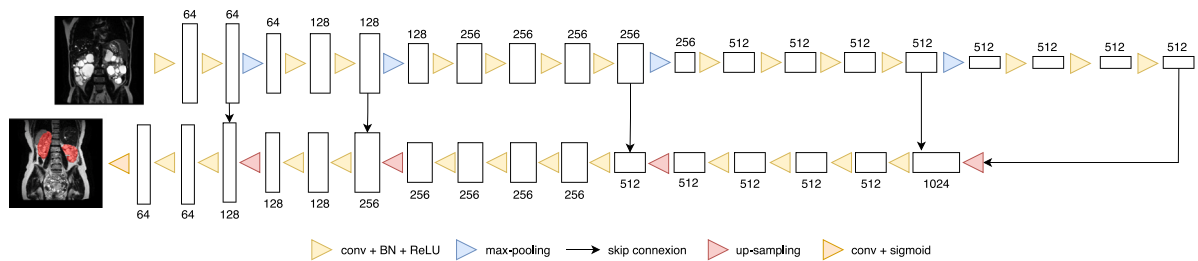 64 64 64 128 128 128 256 256 256 256 256 512 512 512 512 512 512 512 512
64 64 128 128 128 256 256 256 256 256 512 512 512 512 512 1024
conv + BN + ReLU max-pooling skip connexion up-sampling conv + sigmoid